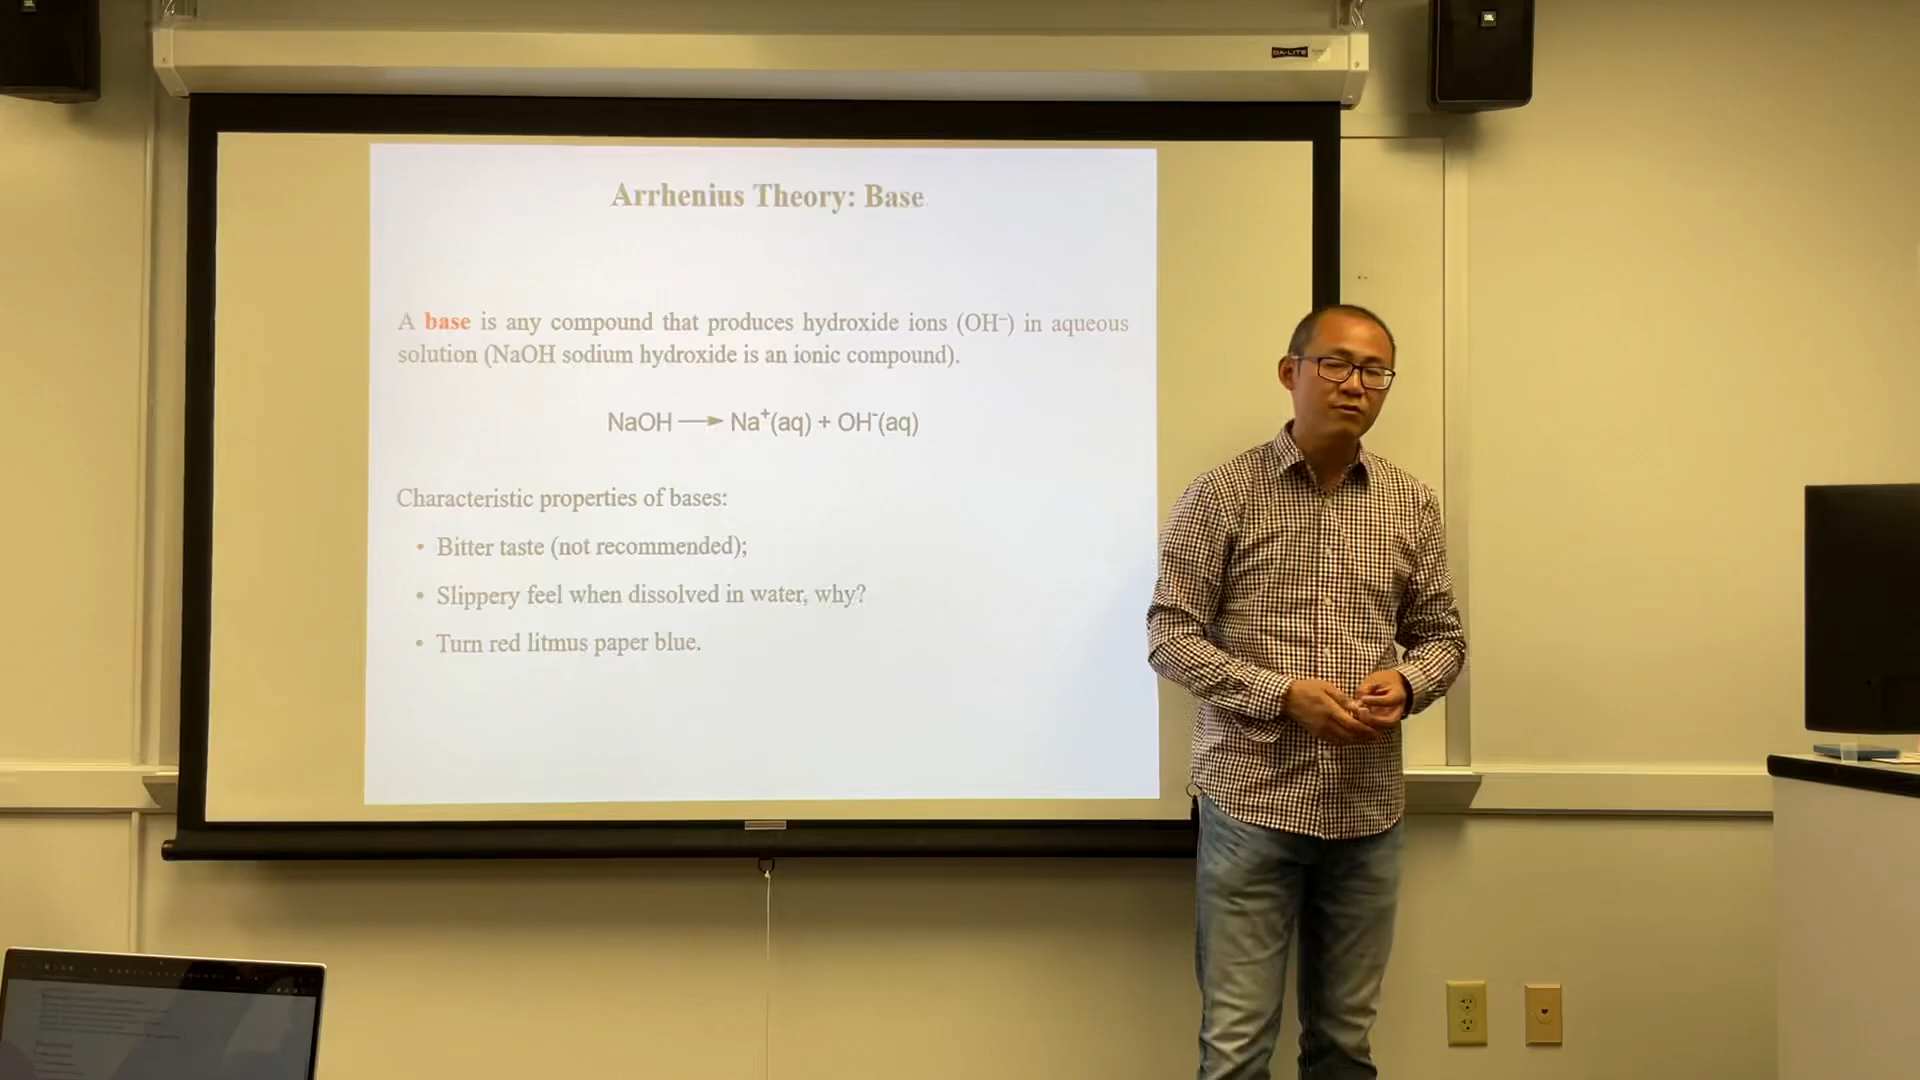 DA-LITE
Arrhenius Theory: Base
A base is any compound that produces hydroxide ions (OH⁻) in aqueous
solution (NaOH sodium hydroxide is an ionic compound).
NaOH ⟶ Na⁺(aq) + OH⁻(aq)
Characteristic properties of bases:
• Bitter taste (not recommended);
• Slippery feel when dissolved in water, why?
• Turn red litmus paper blue.